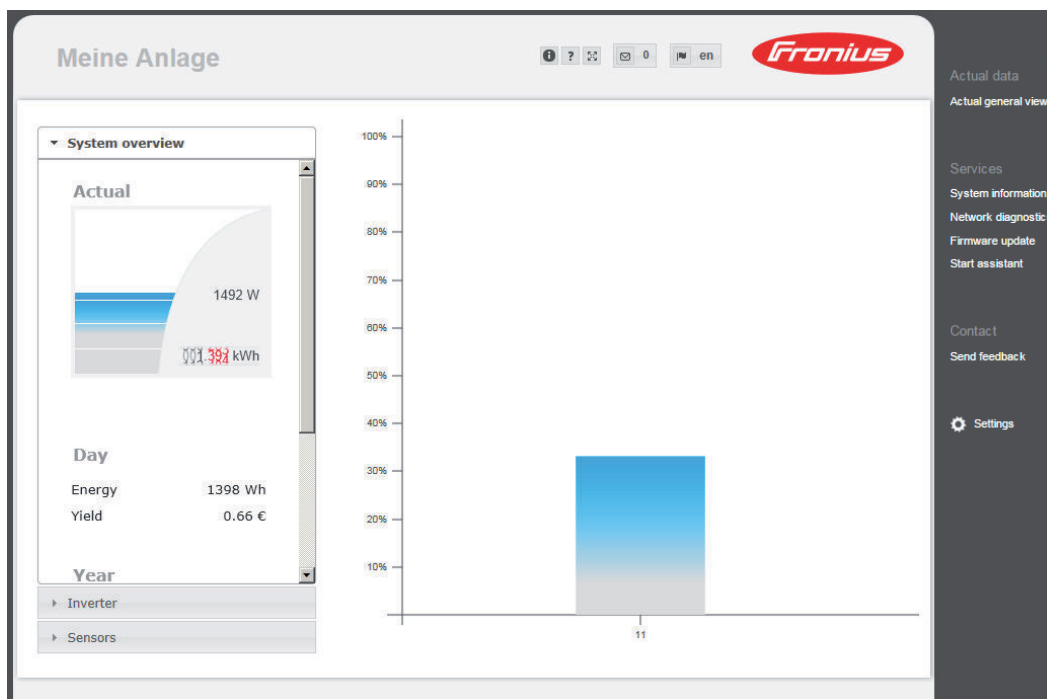 Meine Anlage
i ? 0 en
Fronius
System overview
Actual
1492 W
kWh
Day
Energy 1398 Wh
Yield 0.66 €
Year
Inverter
Sensors
100%
90%
80%
70%
60%
50%
40%
30%
20%
10%
11
Actual data
Actual general view
Services
System information
Network diagnostic
Firmware update
Start assistant
Contact
Send feedback
Settings